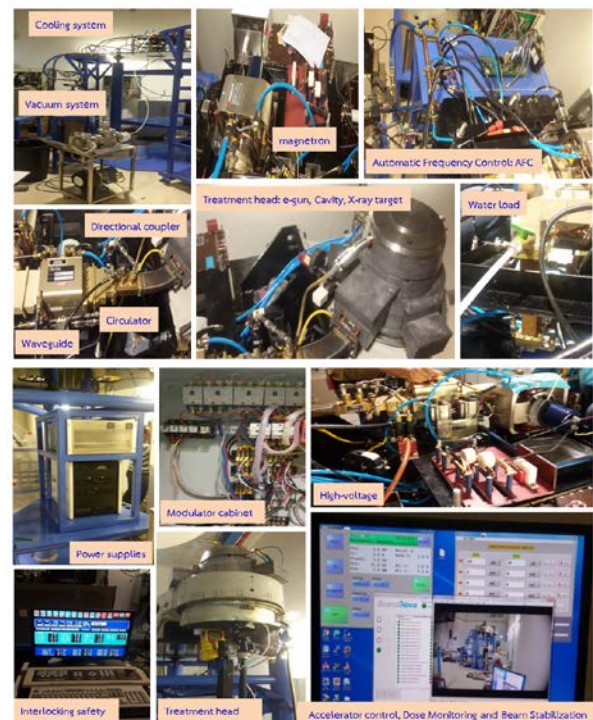 Cooling system
Vacuum system
magnetron
Automatic Frequency Control: AFC
Directional coupler
Circulator
Waveguide
Treatment head: e-gun, Cavity, X-ray target
Water load
Power supplies
Modulator cabinet
High-voltage
Interlocking safety
Treatment head
ScandiNova
Accelerator control, Dose Monitoring and Beam Stabilization